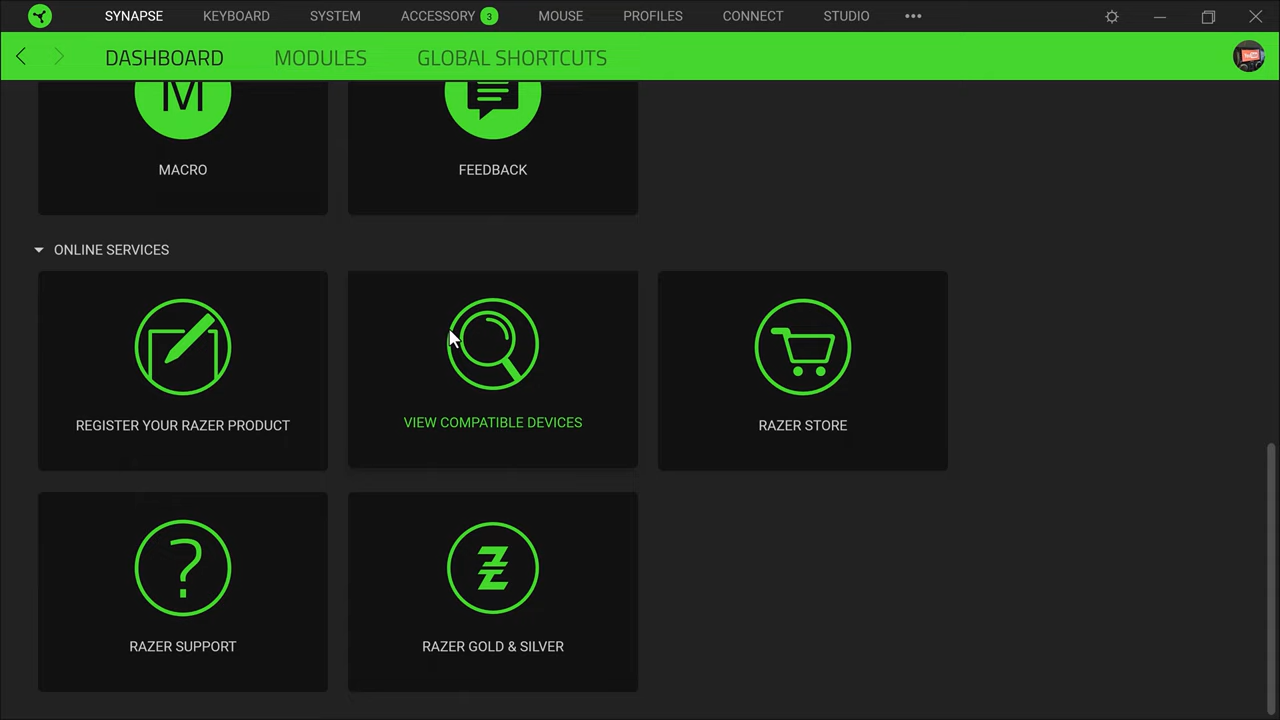 SYNAPSE KEYBOARD SYSTEM ACCESSORY 3 MOUSE PROFILES CONNECT STUDIO •••
DASHBOARD MODULES GLOBAL SHORTCUTS
M
MACRO FEEDBACK
ONLINE SERVICES
REGISTER YOUR RAZER PRODUCT VIEW COMPATIBLE DEVICES RAZER STORE
?
RAZER SUPPORT RAZER GOLD & SILVER